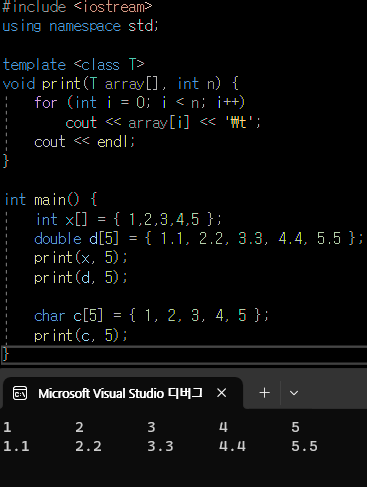 #include <iostream>
using namespace std;
template <class T>
void print(T array[], int n) {
for (int i = 0; i < n; i++)
cout << array[i] << '₩t';
cout << endl;
}
int main() {
int x[] = { 1,2,3,4,5 };
double d[5] = { 1.1, 2.2, 3.3, 4.4, 5.5 };
print(x, 5);
print(d, 5);
char c[5] = { 1, 2, 3, 4, 5 };
print(c, 5);
}
Microsoft Visual Studio 디버그
1 2 3 4 5
1.1 2.2 3.3 4.4 5.5